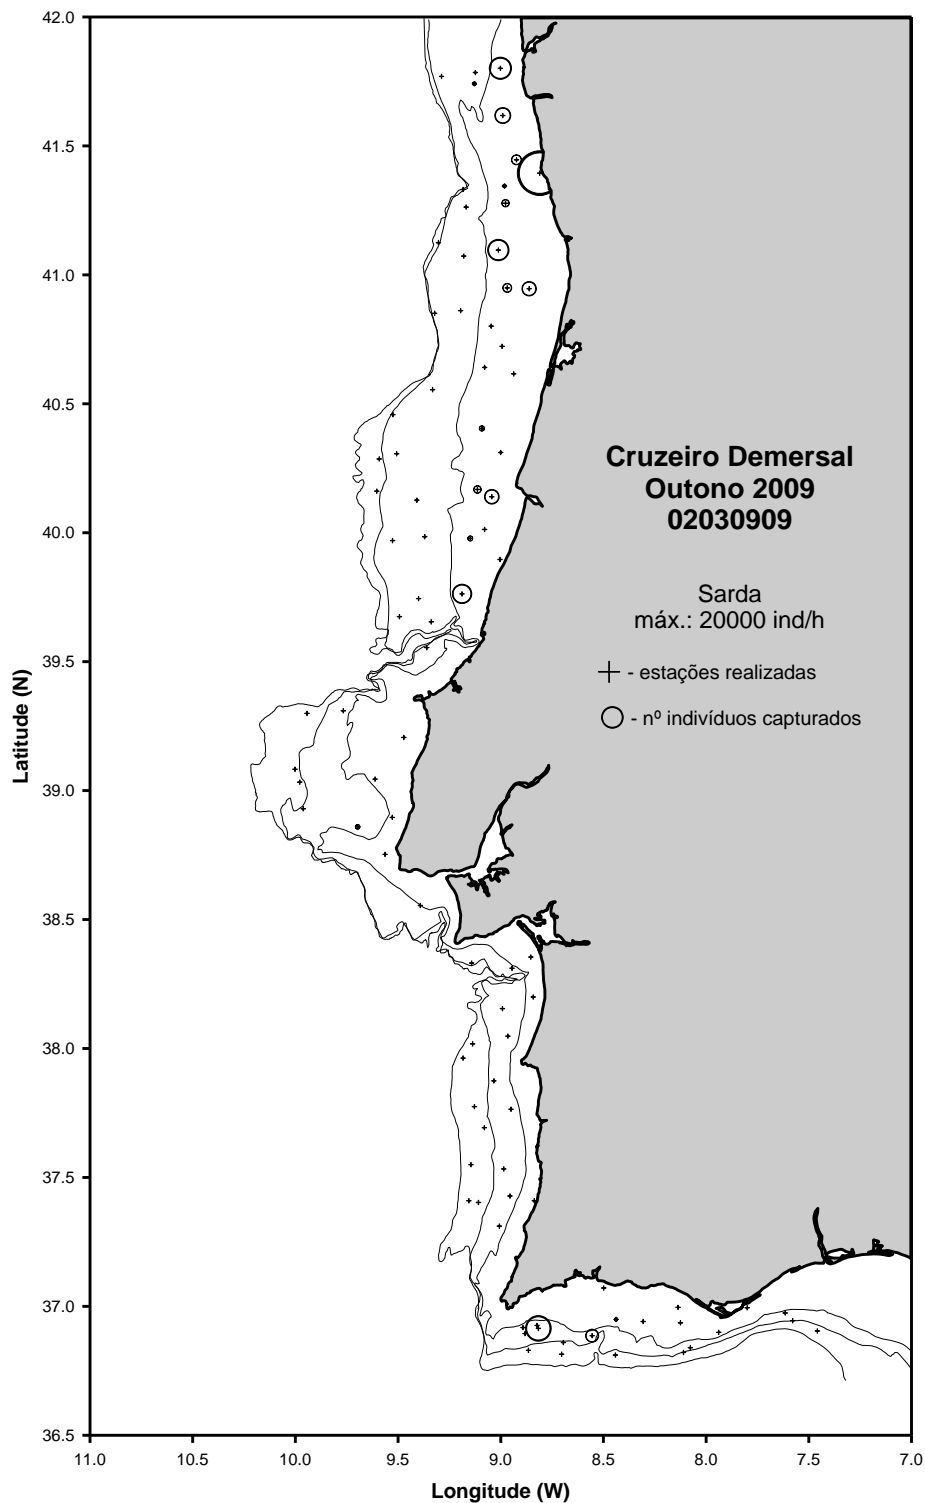 42.0
41.5
41.0
40.5
40.0
39.5
39.0
38.5
38.0
37.5
37.0
36.5
Latitude (N)
Cruzeiro Demersal
Outono 2009
02030909
Sarda
máx.: 20000 ind/h
- estações realizadas
- nº indivíduos capturados
11.0 10.5 10.0 9.5 9.0 8.5 8.0 7.5 7.0
Longitude (W)